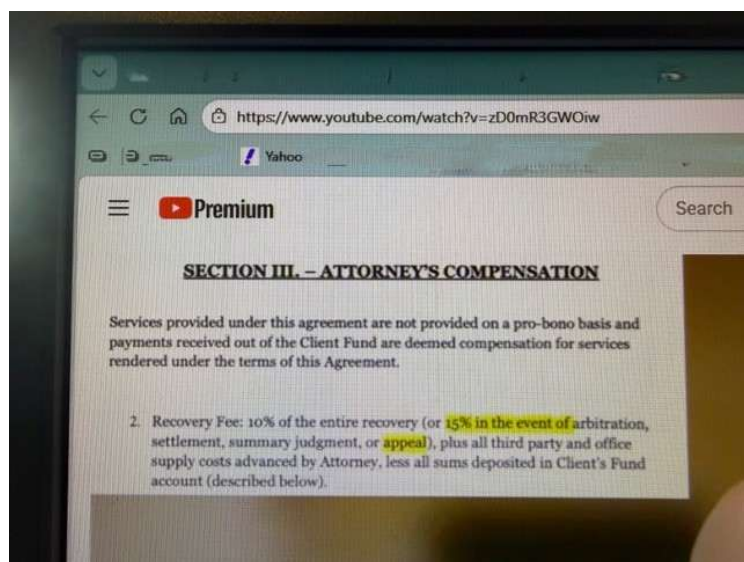 https://www.youtube.com/watch?v=zD0mR3GWOiw
Yahoo
Premium
Search
SECTION III. – ATTORNEY'S COMPENSATION
Services provided under this agreement are not provided on a pro-bono basis and
payments received out of the Client Fund are deemed compensation for services
rendered under the terms of this Agreement.
2. Recovery Fee: 10% of the entire recovery (or 15% in the event of arbitration,
settlement, summary judgment, or appeal), plus all third party and office
supply costs advanced by Attorney, less all sums deposited in Client's Fund
account (described below).